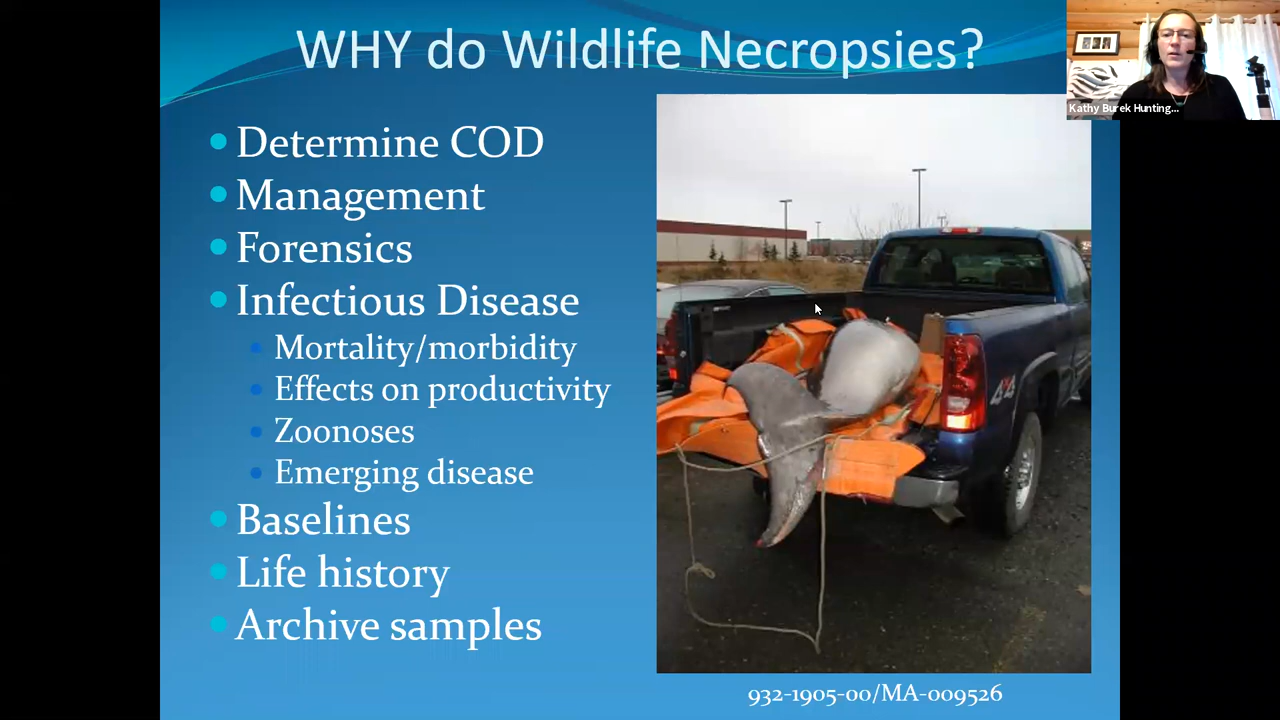 WHY do Wildlife Necropsies?
Kathy Burek Hunting...
Determine COD
Management
Forensics
Infectious Disease
Mortality/morbidity
Effects on productivity
Zoonoses
Emerging disease
Baselines
Life history
Archive samples
4X4
932-1905-00/MA-009526